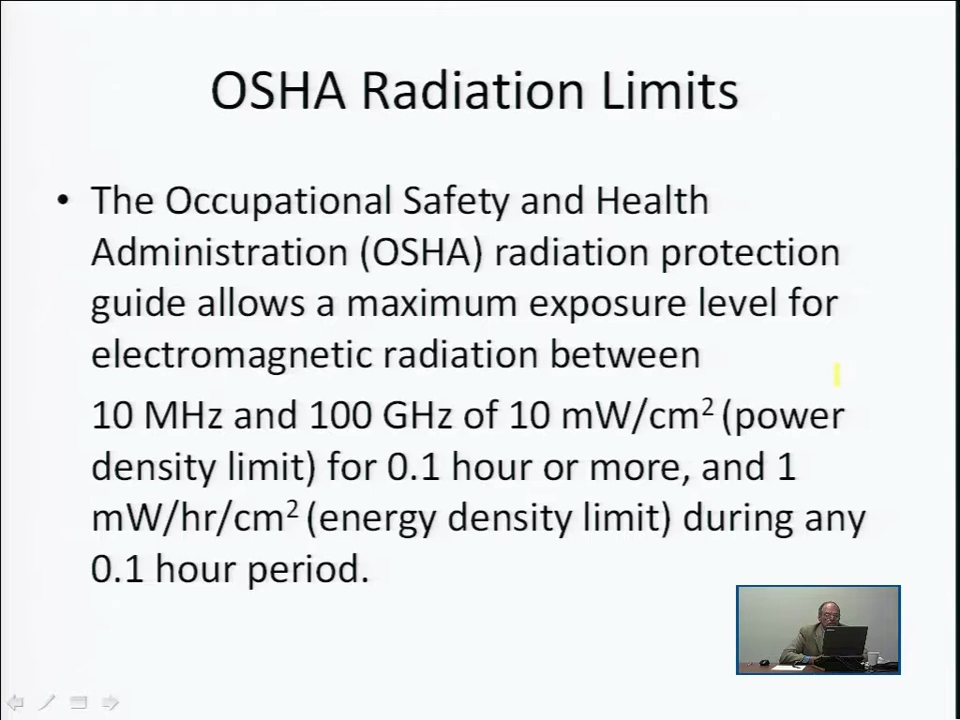 OSHA Radiation Limits
• The Occupational Safety and Health
Administration (OSHA) radiation protection
guide allows a maximum exposure level for
electromagnetic radiation between
10 MHz and 100 GHz of 10 mW/cm² (power
density limit) for 0.1 hour or more, and 1
mW/hr/cm² (energy density limit) during any
0.1 hour period.